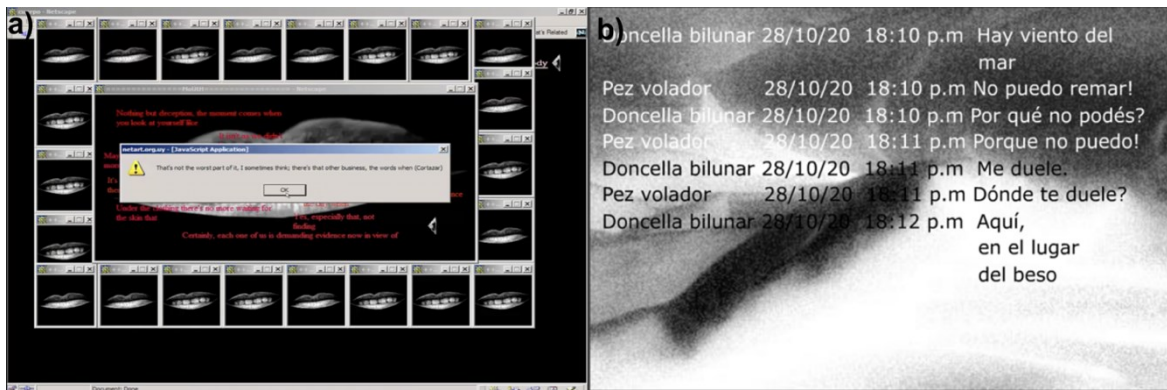 a)
- Netscape
at's Related
dy
- Netscape
Nothing but deception, the moment comes when
you look at yourself like
netart.org.uy - [JavaScript Application]
That's not the worst part of it, I sometimes think; there's that other business, the words when (Cortazar)
OK
Under the
there's no more waiting for
the skin that
Yes, especially that, not
finding
Certainly, each one of us is demanding evidence now in view of
Document: Done
b)
Doncella bilunar 28/10/20 18:10 p.m Hay viento del
mar
Pez volador 28/10/20 18:10 p.m No puedo remar!
Doncella bilunar 28/10/20 18:10 p.m Por qué no podés?
Pez volador 28/10/20 18:11 p.m Porque no puedo!
Doncella bilunar 28/10/20 18:11 p.m Me duele.
Pez volador 28/10/20 18:11 p.m Dónde te duele?
Doncella bilunar 28/10/20 18:12 p.m Aquí,
en el lugar
del beso